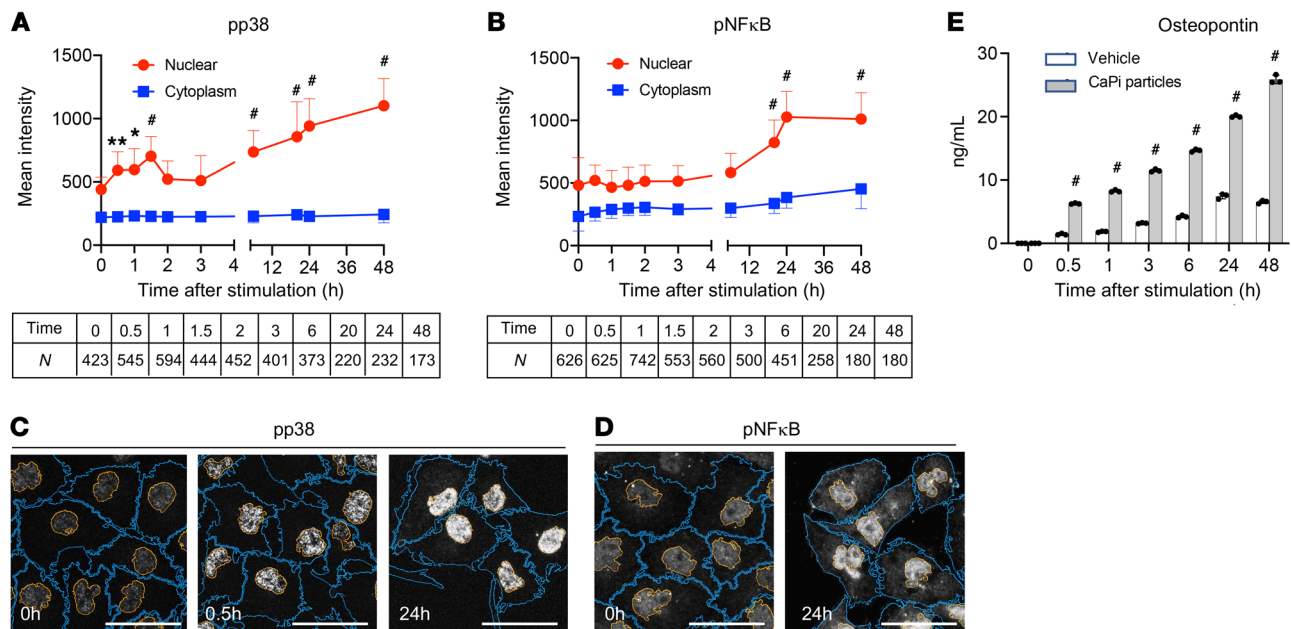 A
pp38
1500
1000
500
0
Mean intensity
Nuclear
Cytoplasm
** * # # # # #
0 1 2 3 4 12 24 36 48
Time after stimulation (h)
Time 0 0.5 1 1.5 2 3 6 20 24 48
N 423 545 594 444 452 401 373 220 232 173
B
pNFκB
1500
1000
500
0
Mean intensity
Nuclear
Cytoplasm
# # #
0 1 2 3 4 12 24 36 48
Time after stimulation (h)
Time 0 0.5 1 1.5 2 3 6 20 24 48
N 626 625 742 553 560 500 451 258 180 180
E
Osteopontin
30
20
10
0
ng/mL
Vehicle
CaPi particles
# # # # # #
0 0.5 1 3 6 24 48
Time after stimulation (h)
C
pp38
0h
0.5h
24h
D
pNFκB
0h
24h